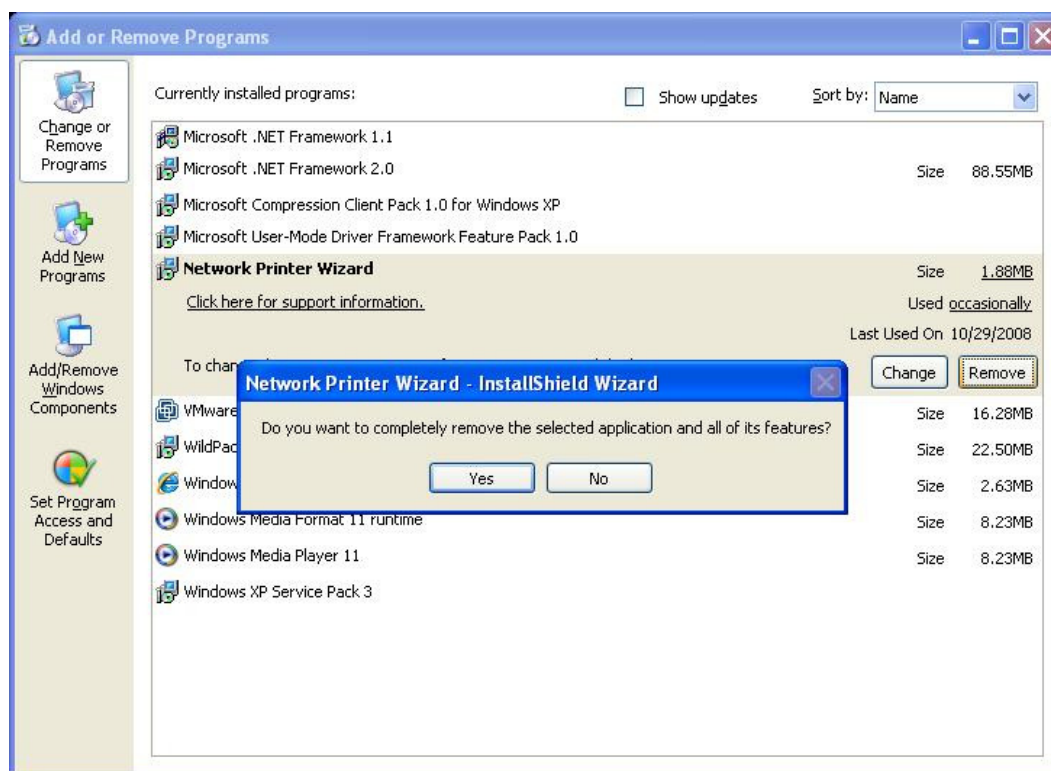 Add or Remove Programs
Change or
Remove
Programs
Add New
Programs
Add/Remove
Windows
Components
Set Program
Access and
Defaults
Currently installed programs:
Show updates
Sort by: Name
Microsoft .NET Framework 1.1
Microsoft .NET Framework 2.0 Size 88.55MB
Microsoft Compression Client Pack 1.0 for Windows XP
Microsoft User-Mode Driver Framework Feature Pack 1.0
Network Printer Wizard Size 1.88MB
Click here for support information. Used occasionally
Last Used On 10/29/2008
To chan Change Remove
Network Printer Wizard - InstallShield Wizard
Do you want to completely remove the selected application and all of its features?
Yes No
VMware Size 16.28MB
WildPac Size 22.50MB
Window Size 2.63MB
Windows Media Format 11 runtime Size 8.23MB
Windows Media Player 11 Size 8.23MB
Windows XP Service Pack 3